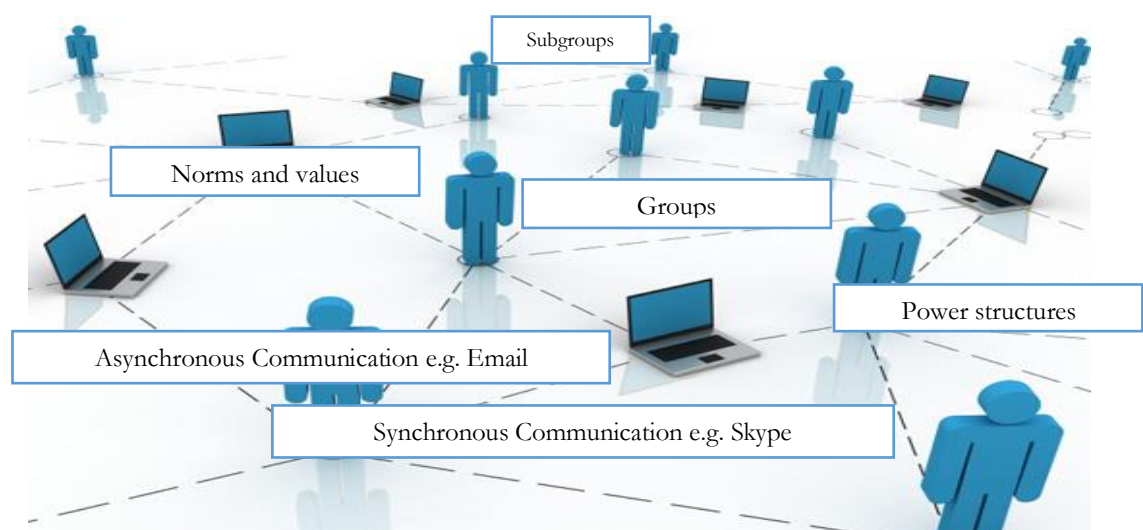 Subgroups
Norms and values
Groups
Power structures
Asynchronous Communication e.g. Email
Synchronous Communication e.g. Skype